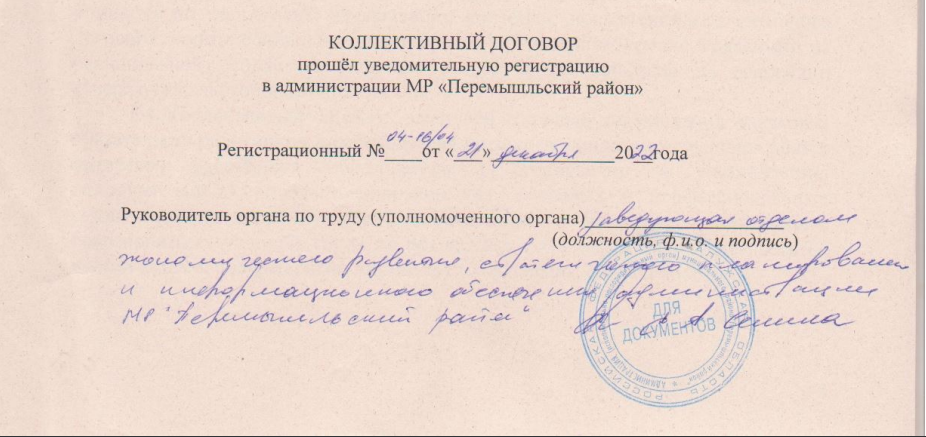 КОЛЛЕКТИВНЫЙ ДОГОВОР
прошёл уведомительную регистрацию
в администрации МР «Перемышльский район»
Регистрационный № 04-16/04 от «21» декабря 2022 года
Руководитель органа по труду (уполномоченного органа) заведующая отделом
(должность, ф.и.о. и подпись)
экономического развития, стратегического планирования
и информационного обеспечения администрации
МР "Перемышльский район"
ДЛЯ
ДОКУМЕНТОВ